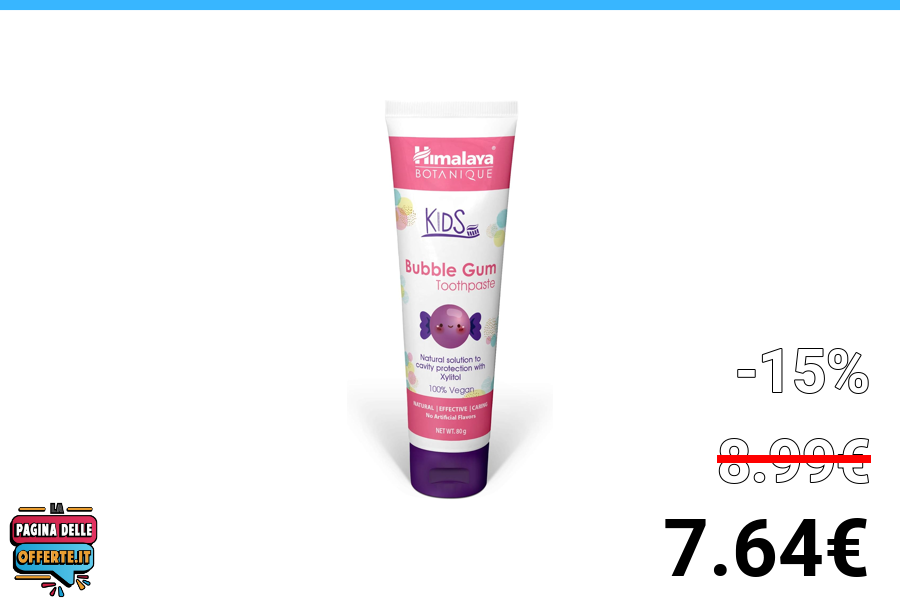 Himalaya
BOTANIQUE
KIDS
Bubble Gum
Toothpaste
Natural solution to
cavity protection with
Xylitol
100% Vegan
NATURAL | EFFECTIVE | CARING
No Artificial Flavors
NET WT. 80 g
-15%
8.99€
7.64€
LA
PAGINA DELLE
OFFERTE.IT